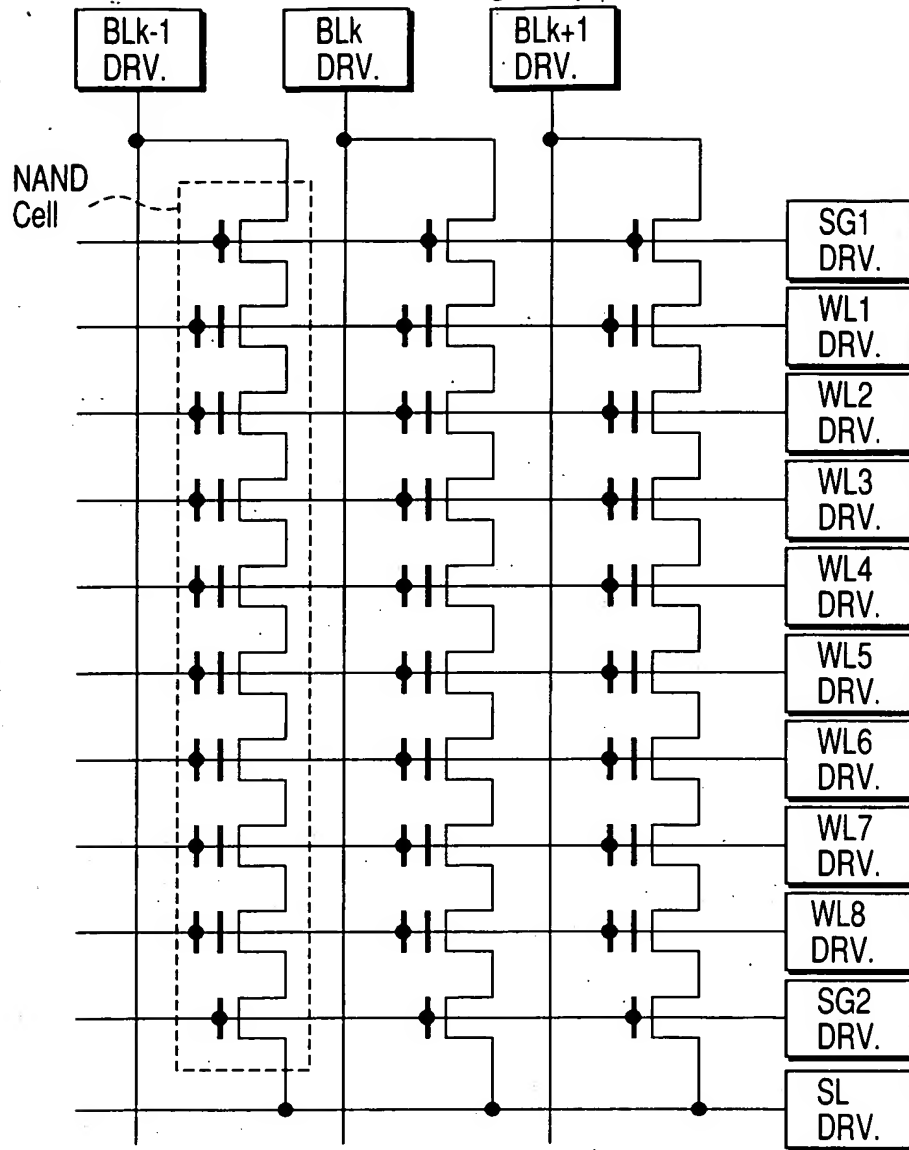 BLk-1
DRV.
BLk
DRV.
BLk+1
DRV.
NAND
Cell
SG1
DRV.
WL1
DRV.
WL2
DRV.
WL3
DRV.
WL4
DRV.
WL5
DRV.
WL6
DRV.
WL7
DRV.
WL8
DRV.
SG2
DRV.
SL
DRV.